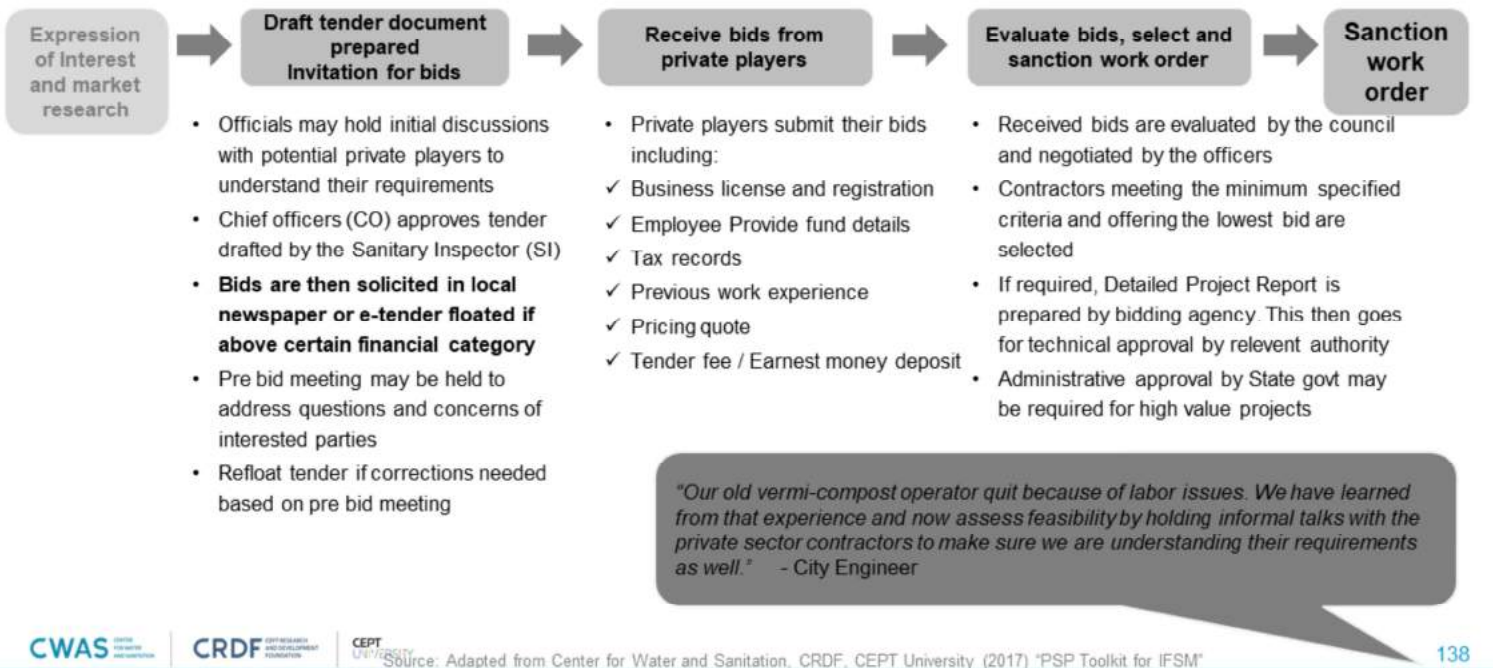 Expression
of Interest
and market
research
Draft tender document
prepared
Invitation for bids
Receive bids from
private players
Evaluate bids, select and
sanction work order
Sanction
work
order
• Officials may hold initial discussions
with potential private players to
understand their requirements
• Chief officers (CO) approves tender
drafted by the Sanitary Inspector (SI)
• Bids are then solicited in local
newspaper or e-tender floated if
above certain financial category
• Pre bid meeting may be held to
address questions and concerns of
interested parties
• Refloat tender if corrections needed
based on pre bid meeting
• Private players submit their bids
including:
✓ Business license and registration
✓ Employee Provide fund details
✓ Tax records
✓ Previous work experience
✓ Pricing quote
✓ Tender fee / Earnest money deposit
• Received bids are evaluated by the council
and negotiated by the officers
• Contractors meeting the minimum specified
criteria and offering the lowest bid are
selected
• If required, Detailed Project Report is
prepared by bidding agency. This then goes
for technical approval by relevent authority
• Administrative approval by State govt may
be required for high value projects
"Our old vermi-compost operator quit because of labor issues. We have learned
from that experience and now assess feasibility by holding informal talks with the
private sector contractors to make sure we are understanding their requirements
as well." - City Engineer
CWAS CENTER FOR WATER AND SANITATION
CRDF CEPT RESEARCH AND DEVELOPMENT FOUNDATION
CEPT
UNIVERSITY
Source: Adapted from Center for Water and Sanitation, CRDF, CEPT University (2017) "PSP Toolkit for IFSM"
138